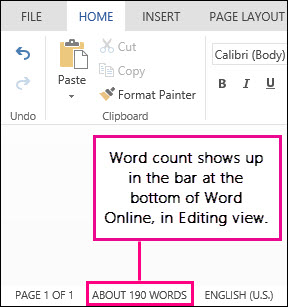 FILE HOME INSERT PAGE LAYOUT
Cut
Copy
Format Painter
Paste
Calibri (Body)
B I U
Undo Clipboard
Word count shows up
in the bar at the
bottom of Word
Online, in Editing view.
PAGE 1 OF 1 ABOUT 190 WORDS ENGLISH (U.S.)